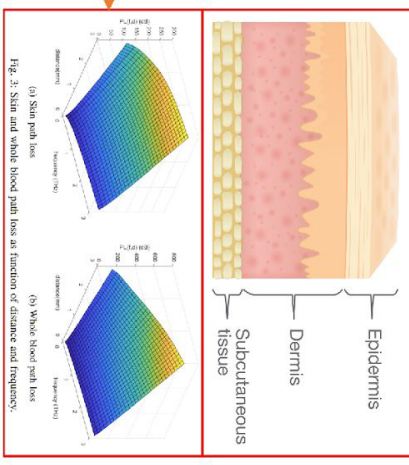 Epidermis
Dermis
Subcutaneous
tissue
PL(f,d) (dB)
distance(mm)
frequency (THz)
(a) Skin path loss
PL(f,d) (dB)
distance(mm)
frequency (THz)
(b) Whole blood path loss
Fig. 3: Skin and whole blood path loss as function of distance and frequency.